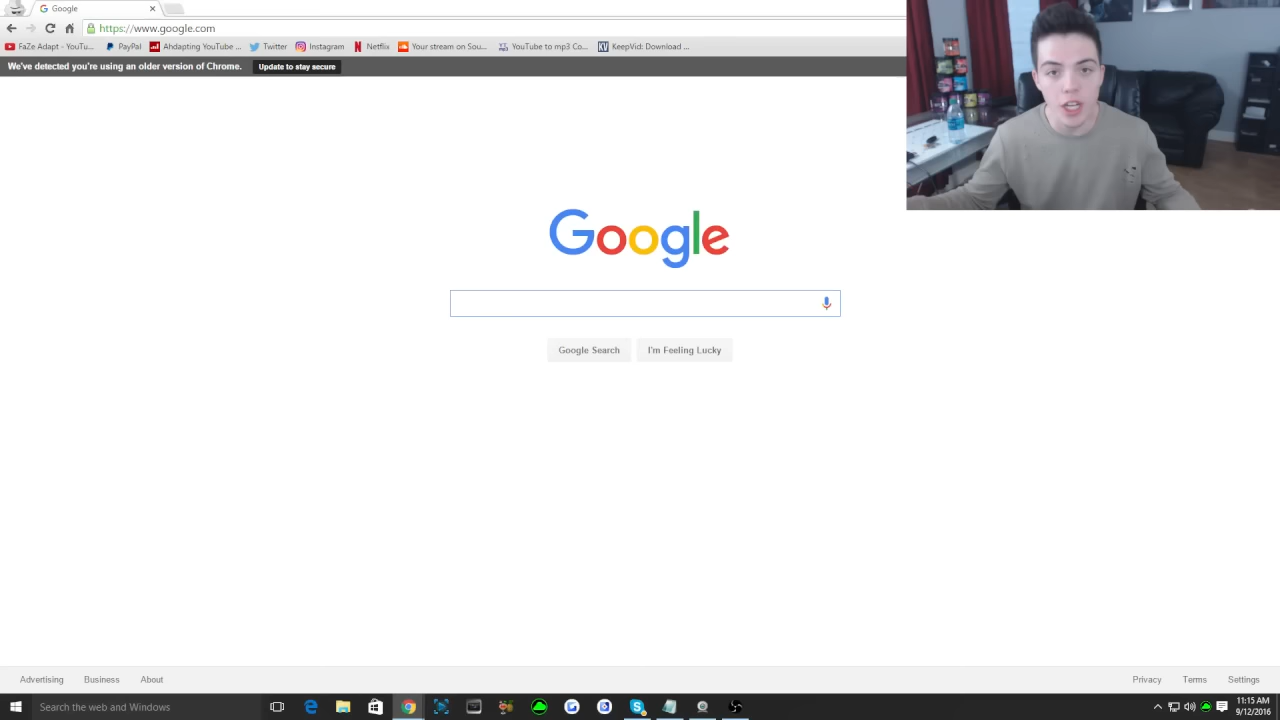 Google
https://www.google.com
FaZe Adapt - YouTu... PayPal Ahdapting YouTube ... Twitter Instagram Netflix Your stream on Sou... YouTube to mp3 Co... KeepVid: Download ...
We've detected you're using an older version of Chrome. Update to stay secure
Google
Google Search I'm Feeling Lucky
Advertising Business About Privacy Terms Settings
Search the web and Windows
11:15 AM
9/12/2016